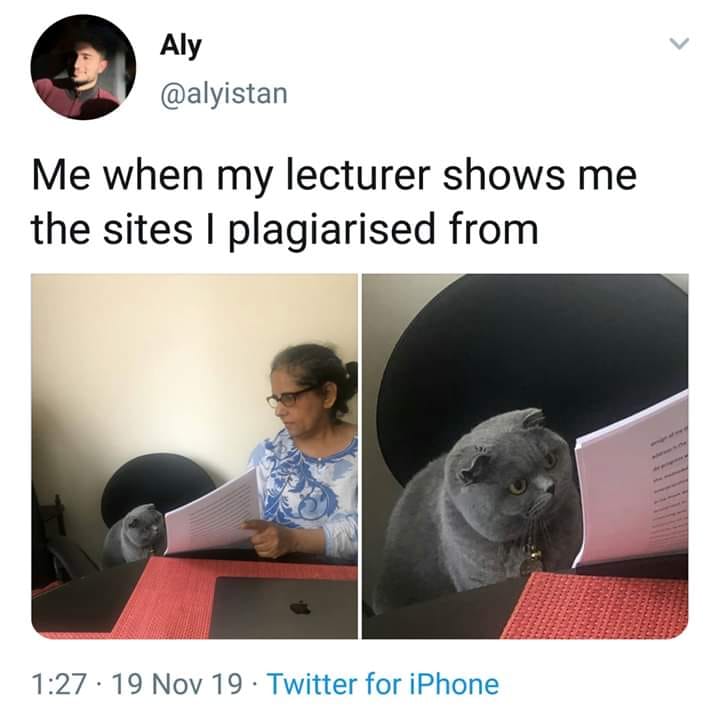 Aly
@alyistan
Me when my lecturer shows me
the sites I plagiarised from
1:27 · 19 Nov 19 · Twitter for iPhone